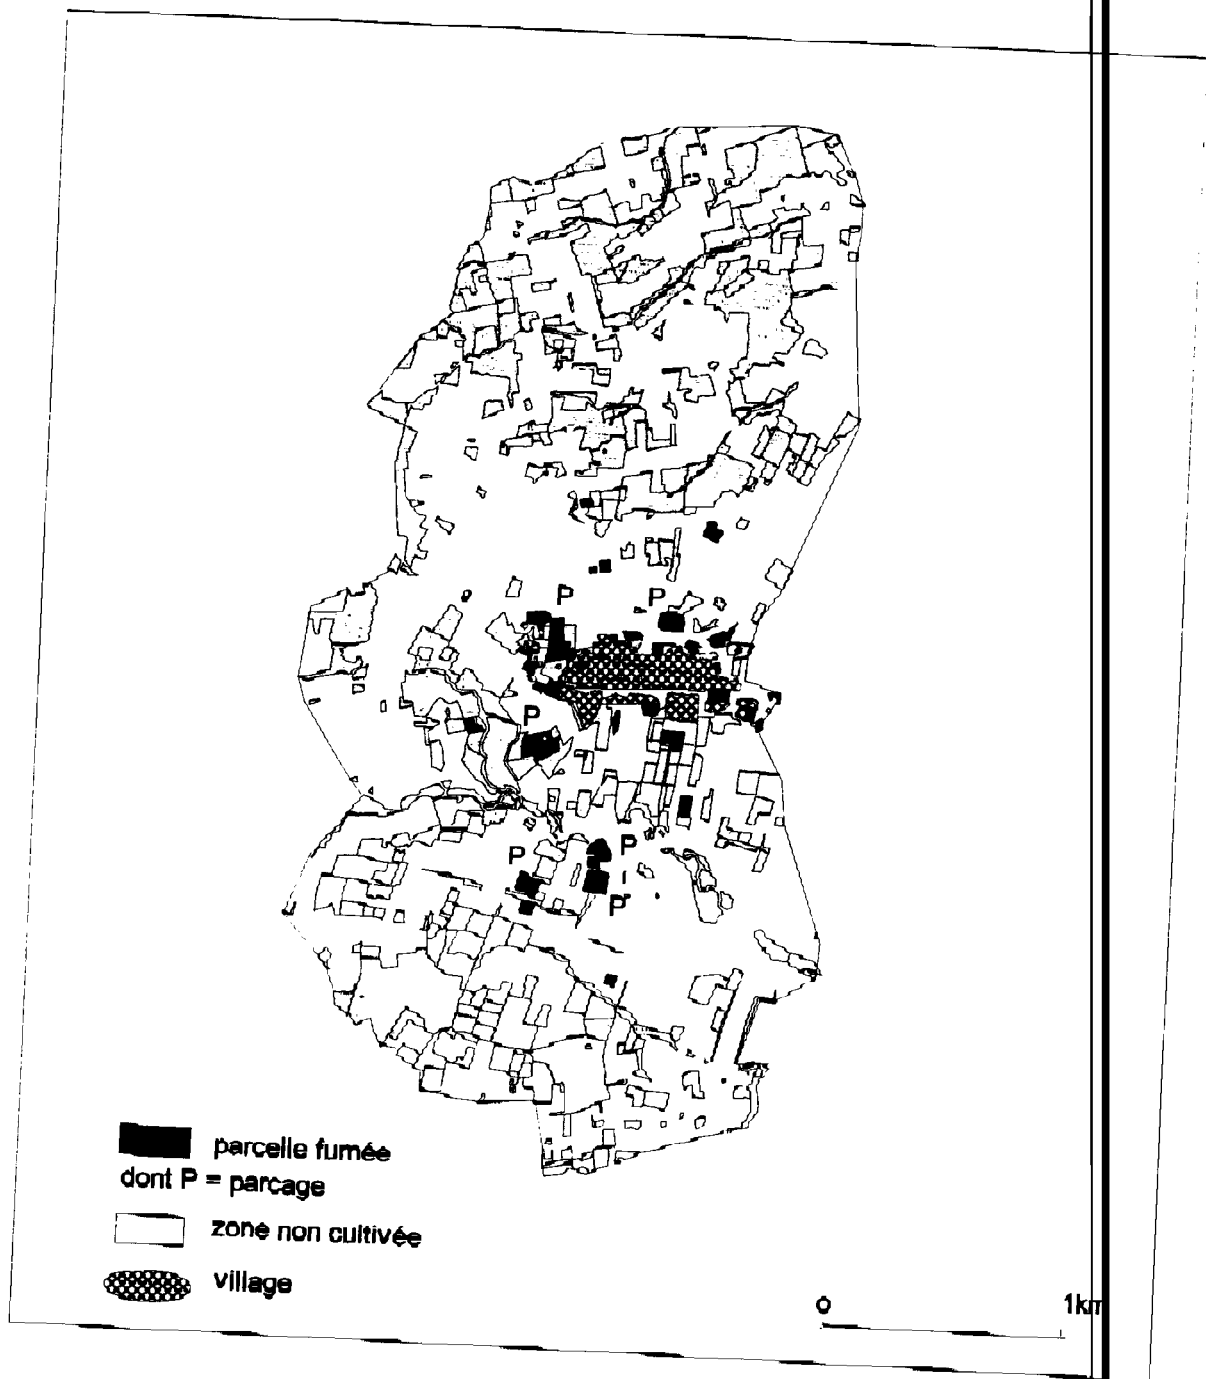 P P
P
P
P
P
parcelle fumée
dont P = parcage
zone non cultivée
village
0 1km